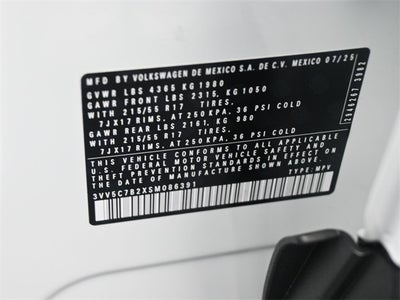 MFD BY VOLKSWAGEN DE MEXICO S.A. DE C.V. MEXICO 07/25
GVWR LBS 4365 KG 1980
GAWR FRONT LBS 2315, KG 1050
WITH 215/55 R17 TIRES,
7JX17 RIMS, AT 250 KPA. 36 PSI COLD
GAWR REAR LBS 2161, KG 980
WITH 215/55 R17 TIRES,
7JX17 RIMS, AT 250 KPA. 36 PSI COLD
THIS VEHICLE CONFORMS TO ALL APPLICABLE
U.S. FEDERAL MOTOR VEHICLE SAFETY AND
THEFT PREVENTION STANDARDS IN EFFECT ON
THE DATE OF MANUFACTURE SHOWN ABOVE
3VV5C7B2XSM086391 TYPE: MPV